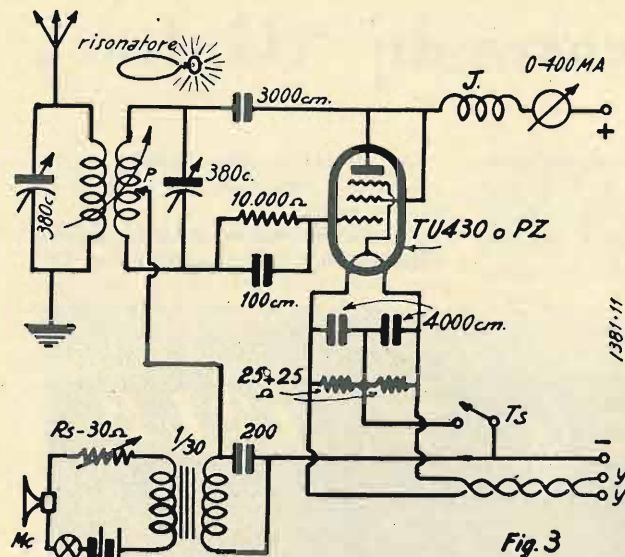 risonatore
0-400 MA
3000 cm.
J.
+
380c.
P.
380c.
10.000 Ω
100 cm.
TU430 o PZ
4000 cm.
1381-11
25+25
Ω
Ts
Rs-30Ω
1/30
200
-
y
y
Mc
Fig. 3